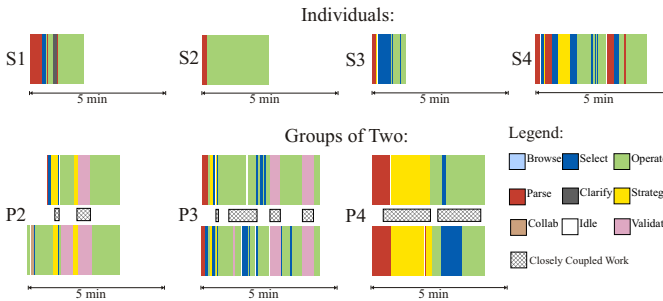 Individuals:
S1
S2
S3
S4
5 min
5 min
5 min
5 min
Groups of Two:
P2
P3
P4
5 min
5 min
5 min
Legend:
Browse Select Operate
Parse Clarify Strateg
Collab Idle Validat
Closely Coupled Work